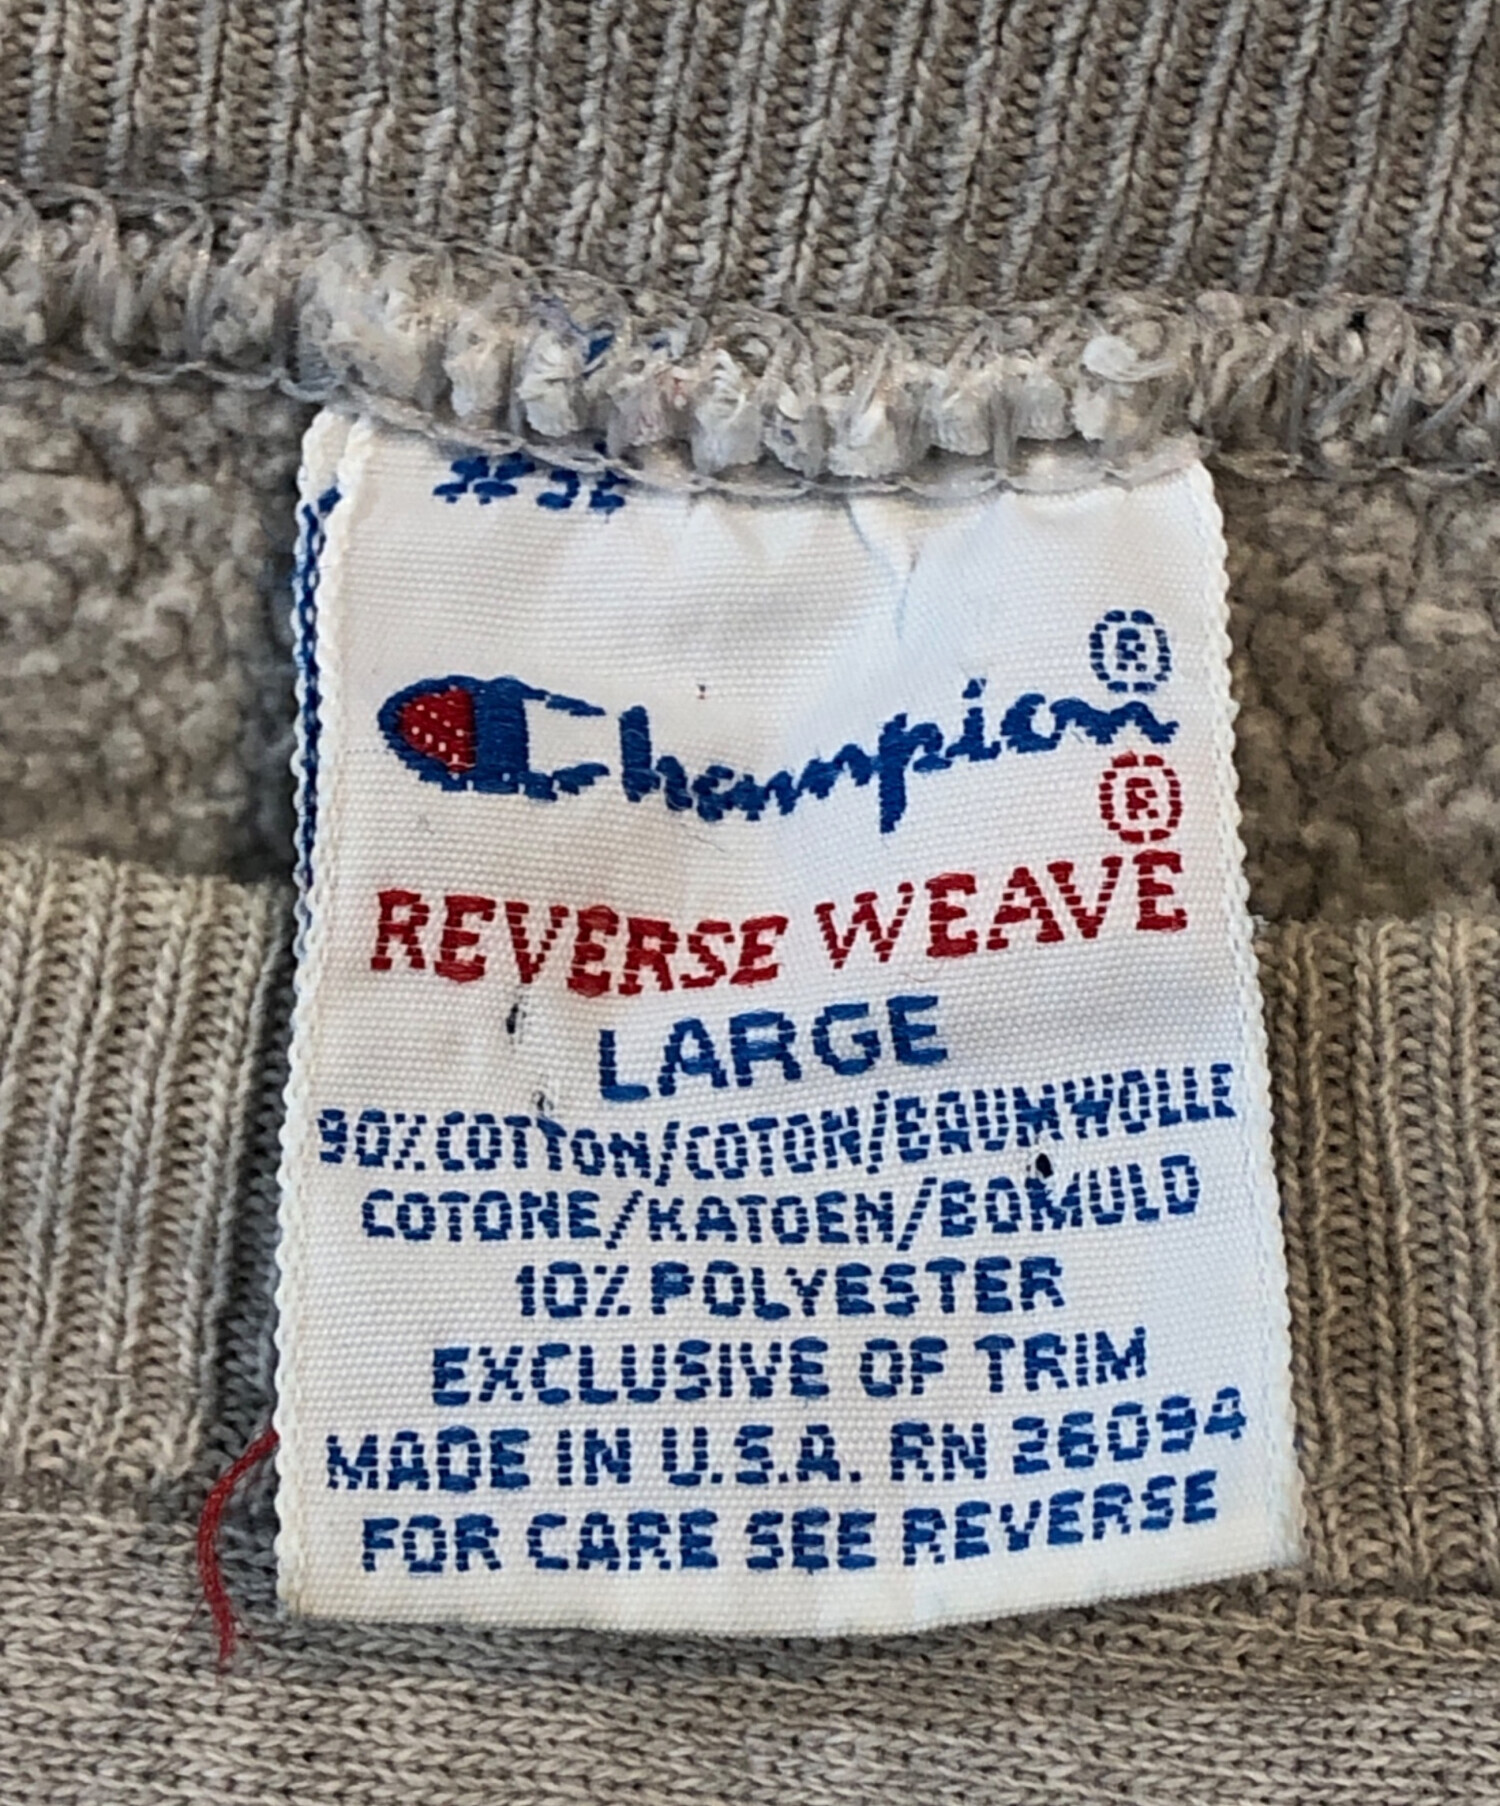 Champion®
REVERSE WEAVE®
LARGE
90% COTTON/COTON/BAUMWOLLE
COTONE/KATOEN/BOMULD
10% POLYESTER
EXCLUSIVE OF TRIM
MADE IN U.S.A. RN 26094
FOR CARE SEE REVERSE